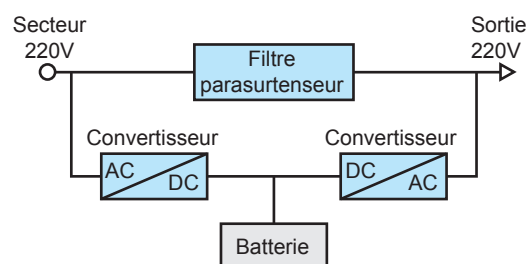 Secteur
220V
Sortie
220V
Filtre
parasurtenseur
Convertisseur
AC
DC
Convertisseur
DC
AC
Batterie